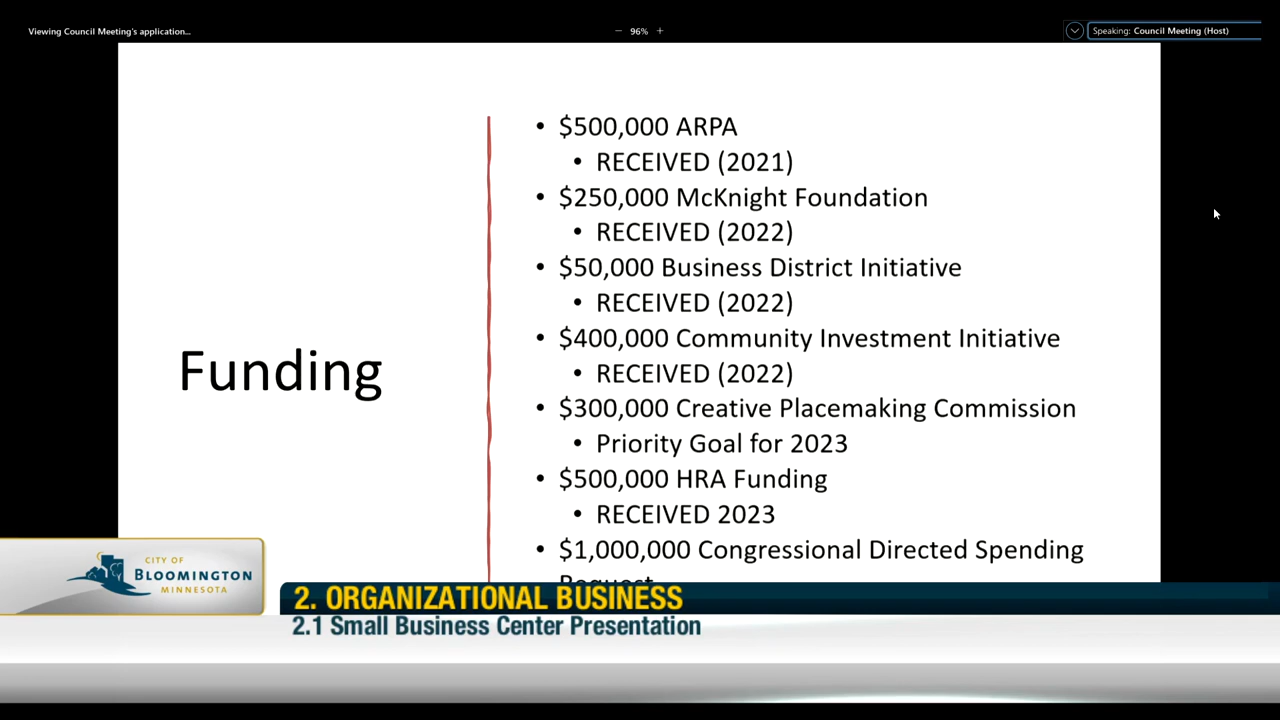 Viewing Council Meeting's application...
− 96% +
Speaking: Council Meeting (Host)
Funding
• $500,000 ARPA
• RECEIVED (2021)
• $250,000 McKnight Foundation
• RECEIVED (2022)
• $50,000 Business District Initiative
• RECEIVED (2022)
• $400,000 Community Investment Initiative
• RECEIVED (2022)
• $300,000 Creative Placemaking Commission
• Priority Goal for 2023
• $500,000 HRA Funding
• RECEIVED 2023
• $1,000,000 Congressional Directed Spending
Request
CITY OF
BLOOMINGTON
MINNESOTA
2. ORGANIZATIONAL BUSINESS
2.1 Small Business Center Presentation